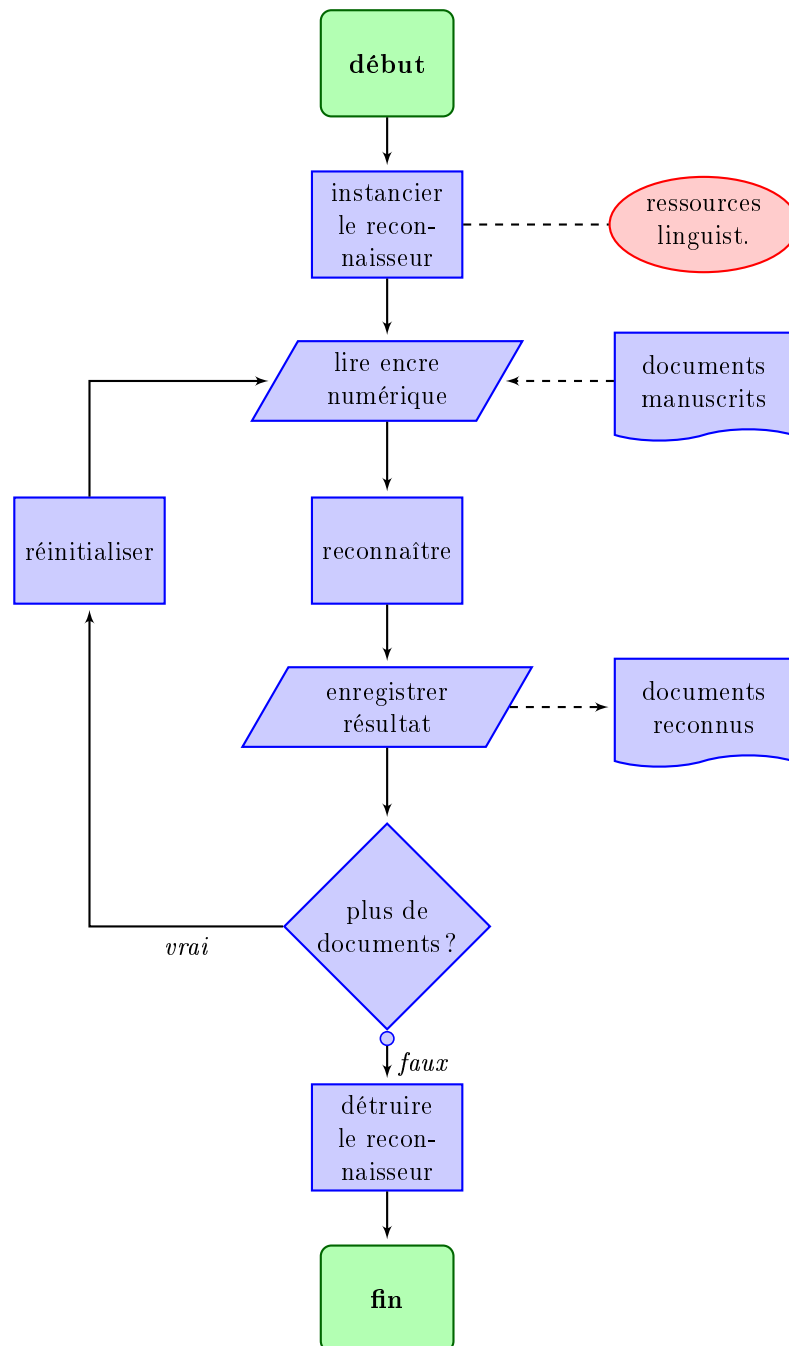 début
instancier
le recon-
naisseur
ressources
linguist.
lire encre
numérique
documents
manuscrits
réinitialiser
reconnaître
enregistrer
résultat
documents
reconnus
plus de
documents ?
vrai
faux
détruire
le recon-
naisseur
fin